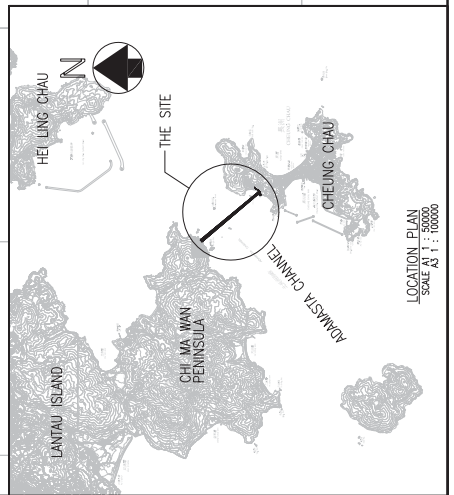 N
HEI LING CHAU
THE SITE
CHEUNG CHAU
LANTAU ISLAND
CHI MA WAN
PENINSULA
ADAMASTA CHANNEL
LOCATION PLAN
SCALE A1 1 : 50000
A3 1 : 100000